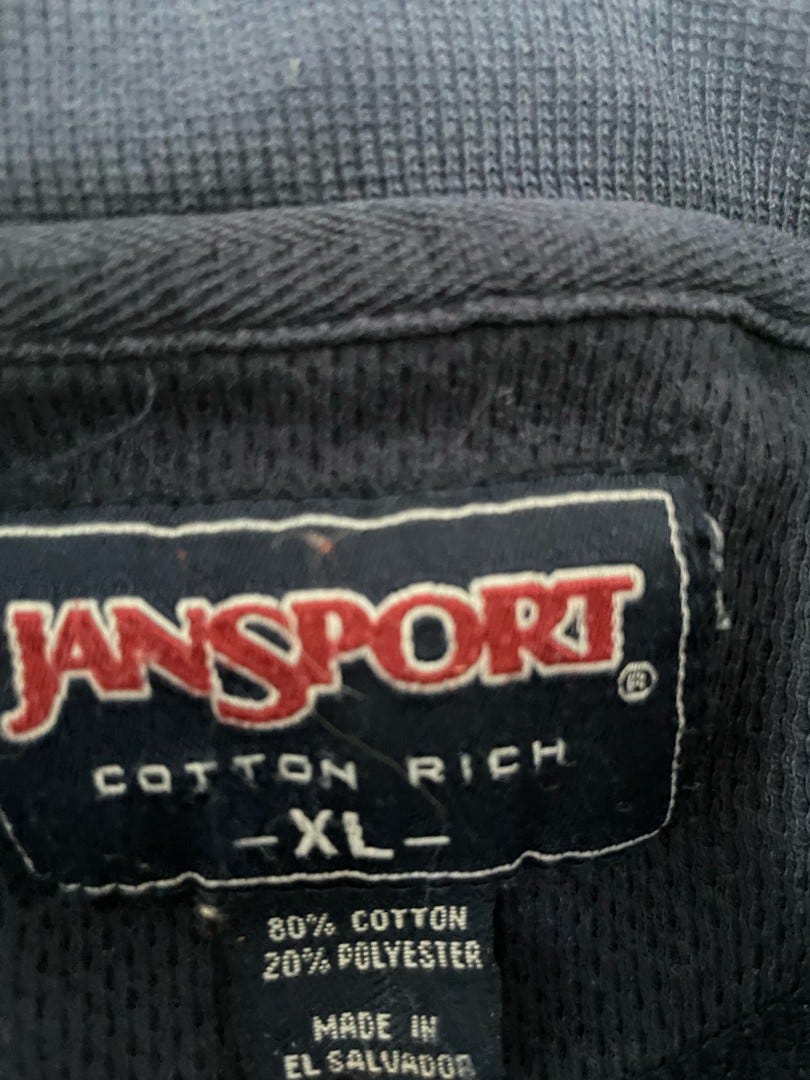 JANSPORT®
COTTON RICH
-XL-
80% COTTON
20% POLYESTER
MADE IN
EL SALVADOR